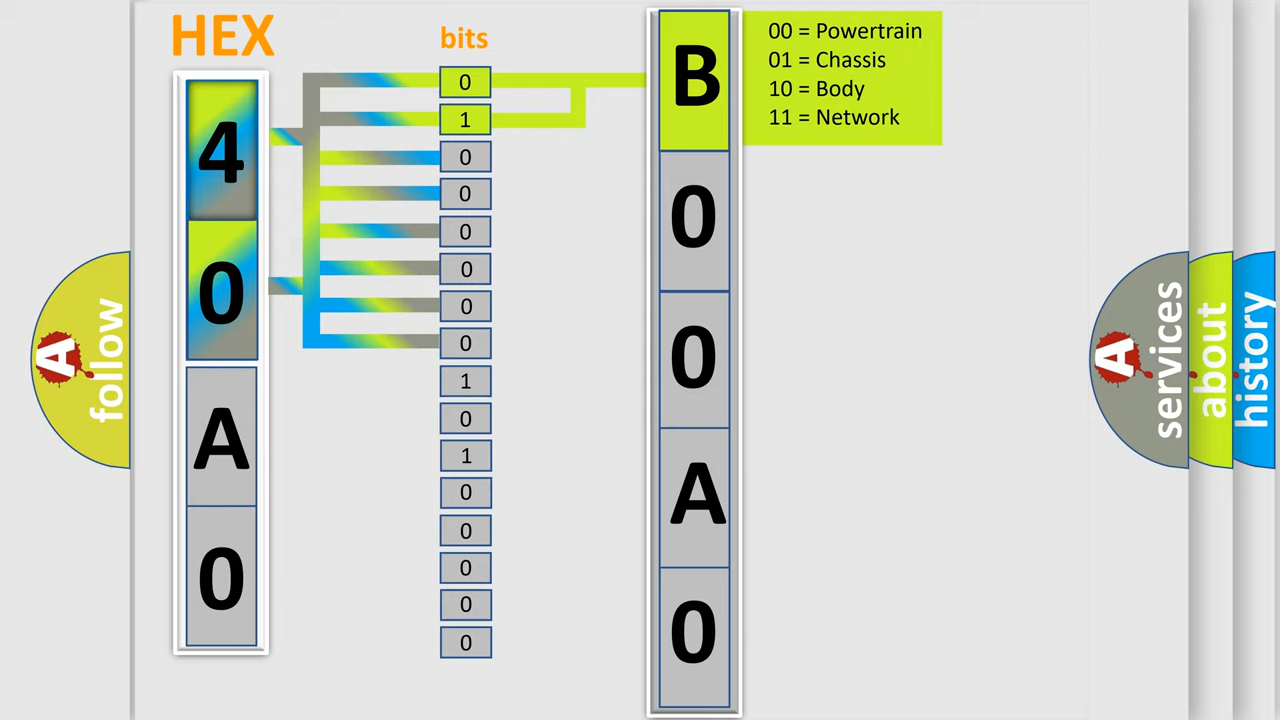 HEX
bits
4
0
A
0
0
1
0
0
0
0
0
0
1
0
1
0
0
0
0
0
B
0
0
A
0
00 = Powertrain
01 = Chassis
10 = Body
11 = Network
A
follow
A
services
about
history